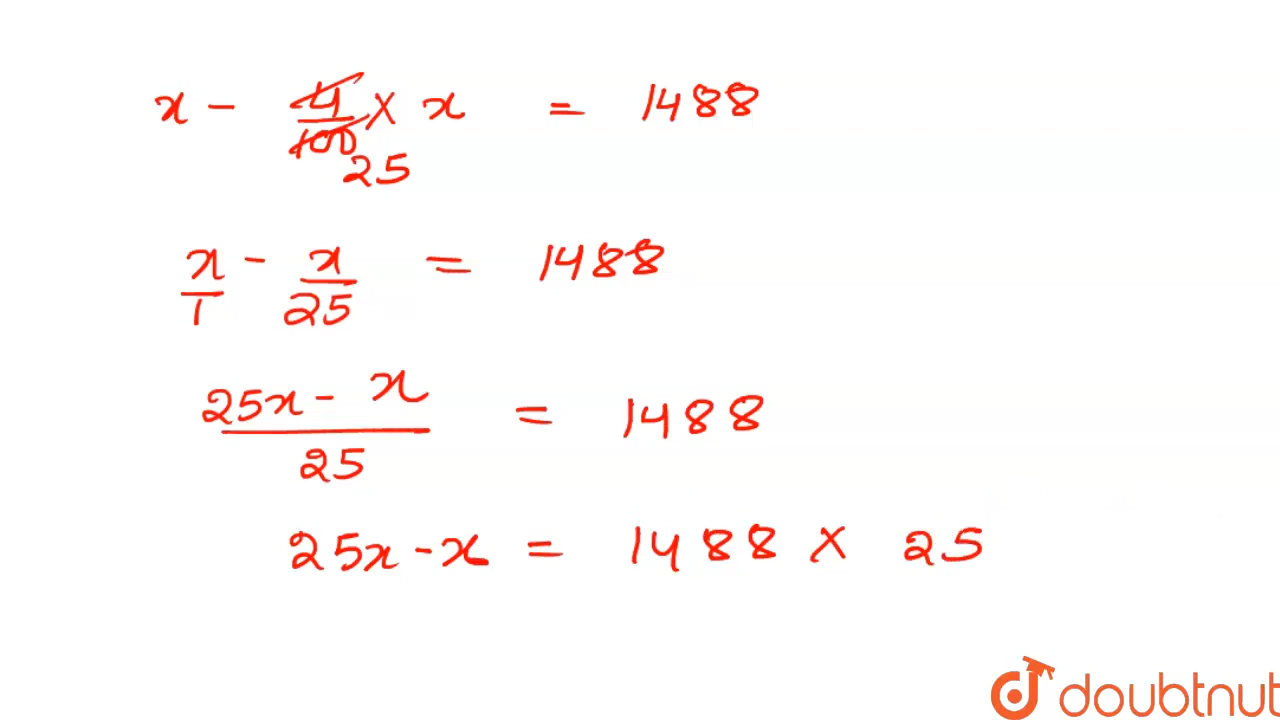 x - 4/100 × x = 1488
25
x/1 - x/25 = 1488
25x - x / 25 = 1488
25x - x = 1488 × 25
doubtnut